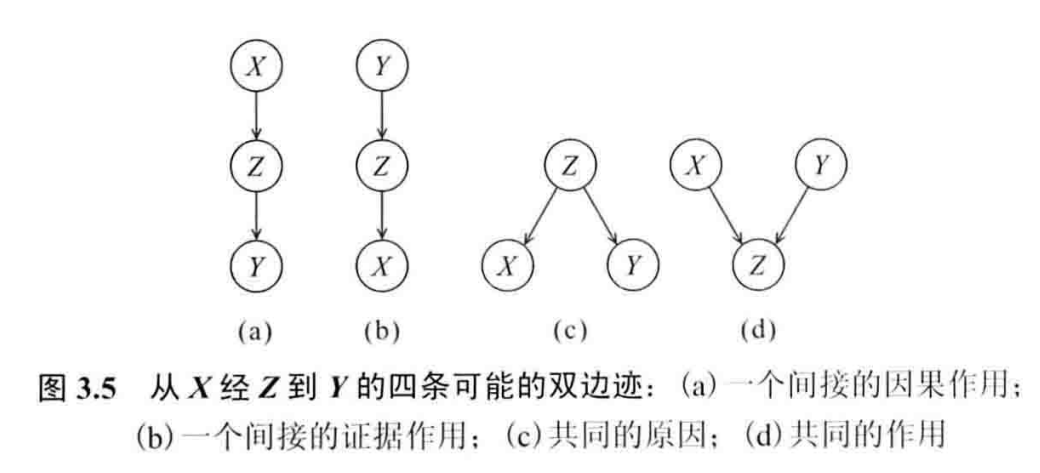 X Y
Z Z Z X Y
Y X X Y Z
(a) (b) (c) (d)
图 3.5 从 X 经 Z 到 Y 的四条可能的双边迹：(a)一个间接的因果作用；
(b)一个间接的证据作用；(c)共同的原因；(d)共同的作用